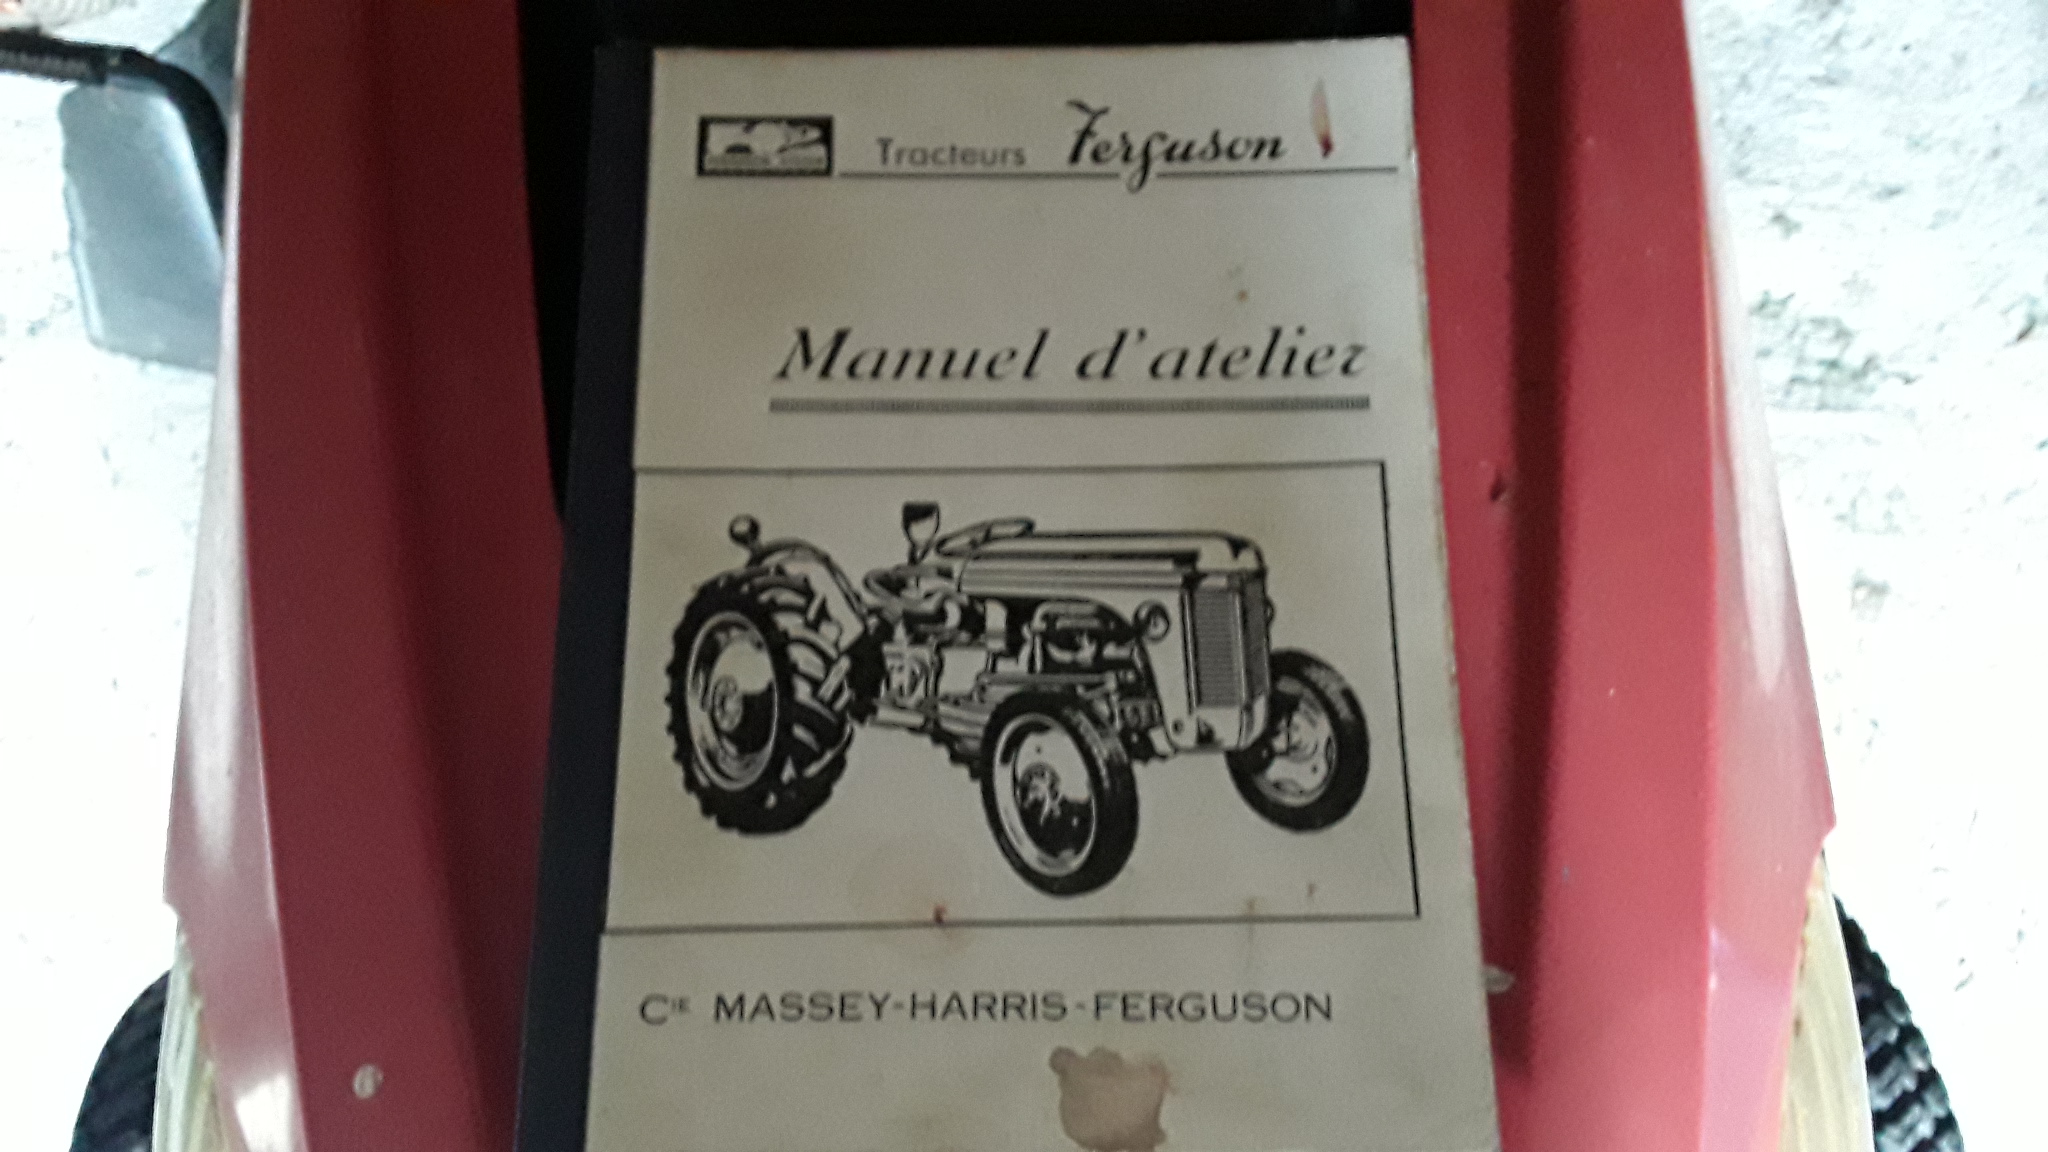 Tracteurs Ferguson
Manuel d'atelier
CIE MASSEY-HARRIS-FERGUSON